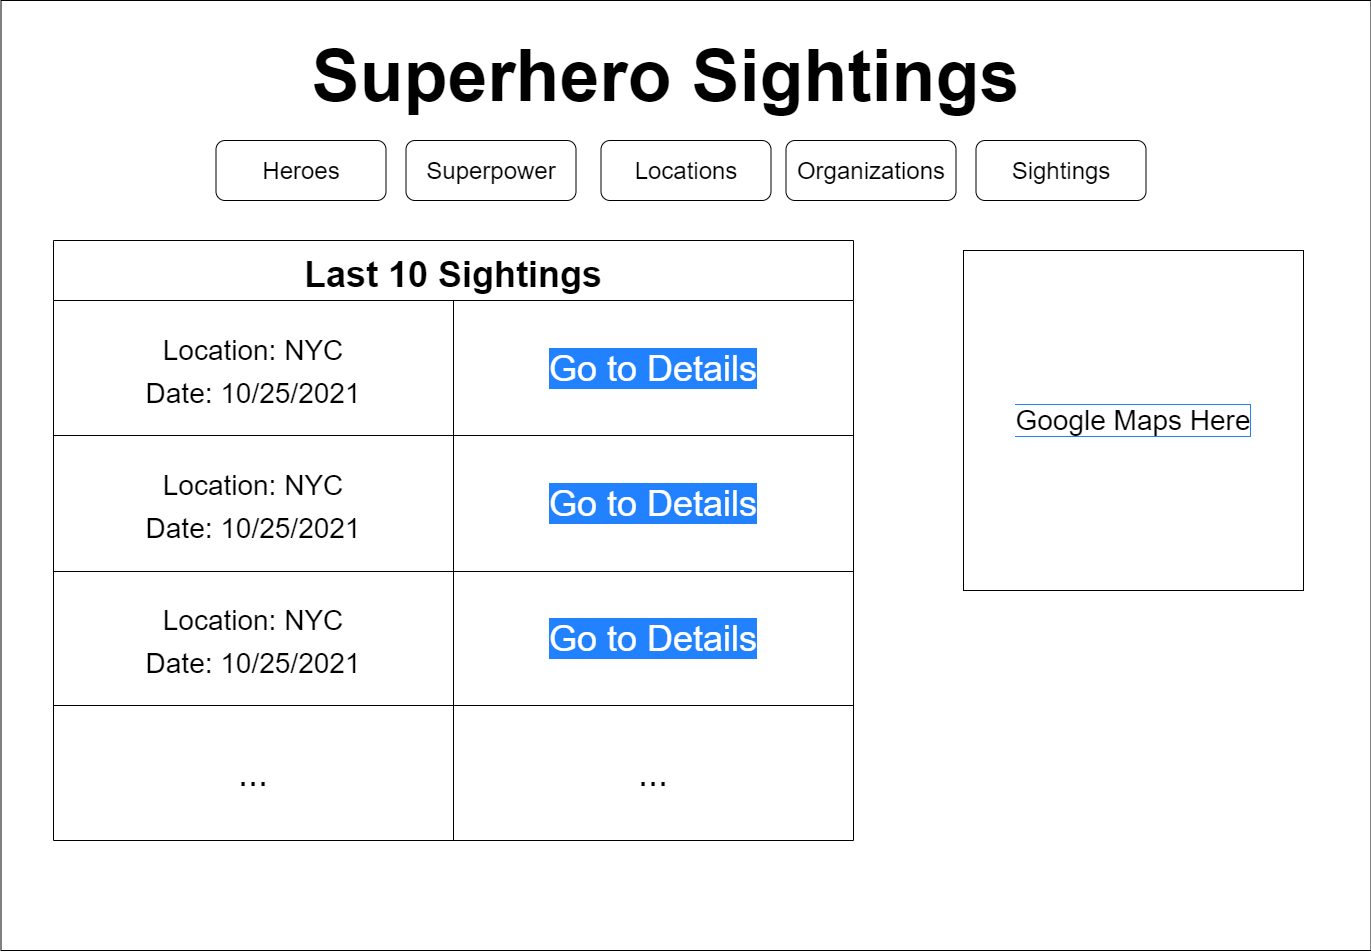 Superhero Sightings
Heroes
Superpower
Locations
Organizations
Sightings
Last 10 Sightings
Location: NYC
Date: 10/25/2021
Go to Details
Location: NYC
Date: 10/25/2021
Go to Details
Location: NYC
Date: 10/25/2021
Go to Details
...
...
Google Maps Here